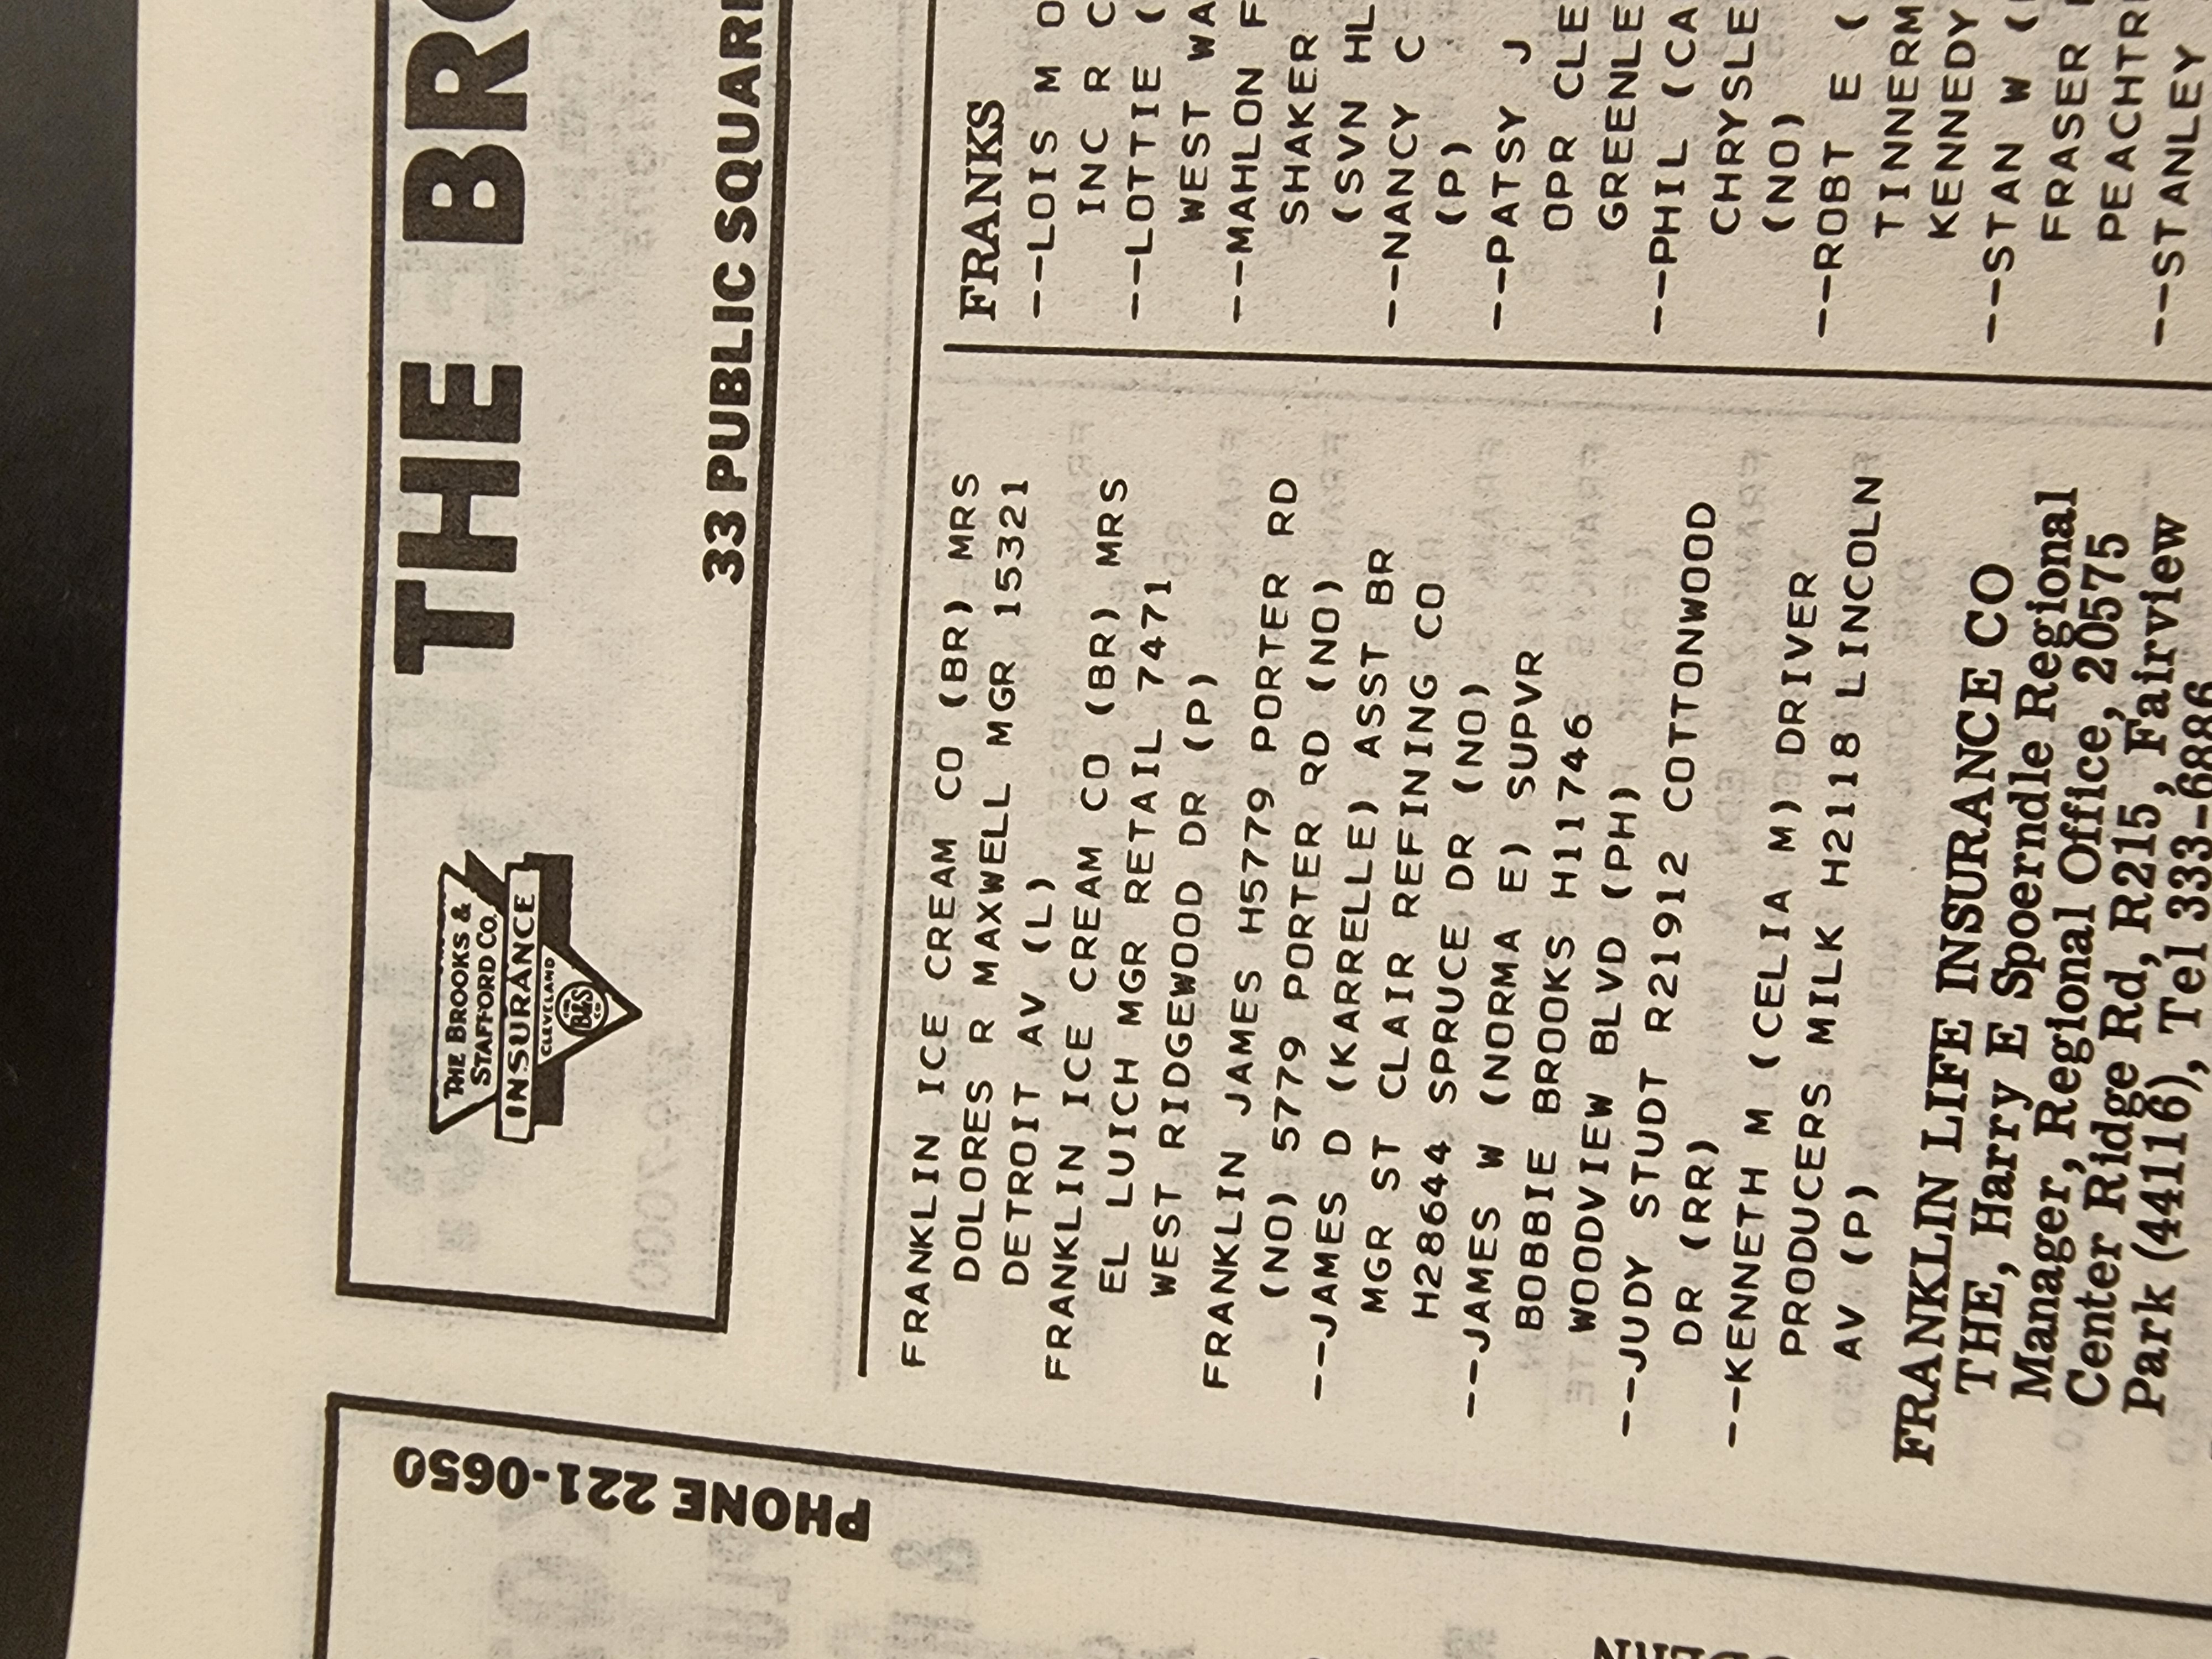 THE BROOKS &
STAFFORD CO.
INSURANCE
CLEVELAND
THE
B&S
CO
THE BRO
33 PUBLIC SQUARE
FRANKLIN ICE CREAM CO (BR) MRS
DOLORES R MAXWELL MGR 15321
DETROIT AV (L)
FRANKLIN ICE CREAM CO (BR) MRS
EL LUICH MGR RETAIL 7471
WEST RIDGEWOOD DR (P)
FRANKLIN JAMES H5779 PORTER RD
(NO) 5779 PORTER RD (NO)
--JAMES D (KARRELLE) ASST BR
MGR ST CLAIR REFINING CO
H28644 SPRUCE DR (NO)
--JAMES W (NORMA E) SUPVR
BOBBIE BROOKS H11746
WOODVIEW BLVD (PH)
--JUDY STUDT R21912 COTTONWOOD
DR (RR)
--KENNETH M (CELIA M) DRIVER
PRODUCERS MILK H2118 LINCOLN
AV (P)
FRANKLIN LIFE INSURANCE CO
THE, Harry E Spoerndle Regional
Manager, Regional Office, 20575
Center Ridge Rd, R215, Fairview
Park (44116), Tel 333-6886
FRANKS
--LOIS M O
INC R C
--LOTTIE (
WEST WA
--MAHLON F
SHAKER
(SVN HL
--NANCY C
(P)
--PATSY J
OPR CLE
GREENLE
--PHIL (CA
CHRYSLE
(NO)
--ROBT E (
TINNERM
KENNEDY
--STAN W (
FRASER
PEACHTR
--STANLEY
PHONE 221-0650